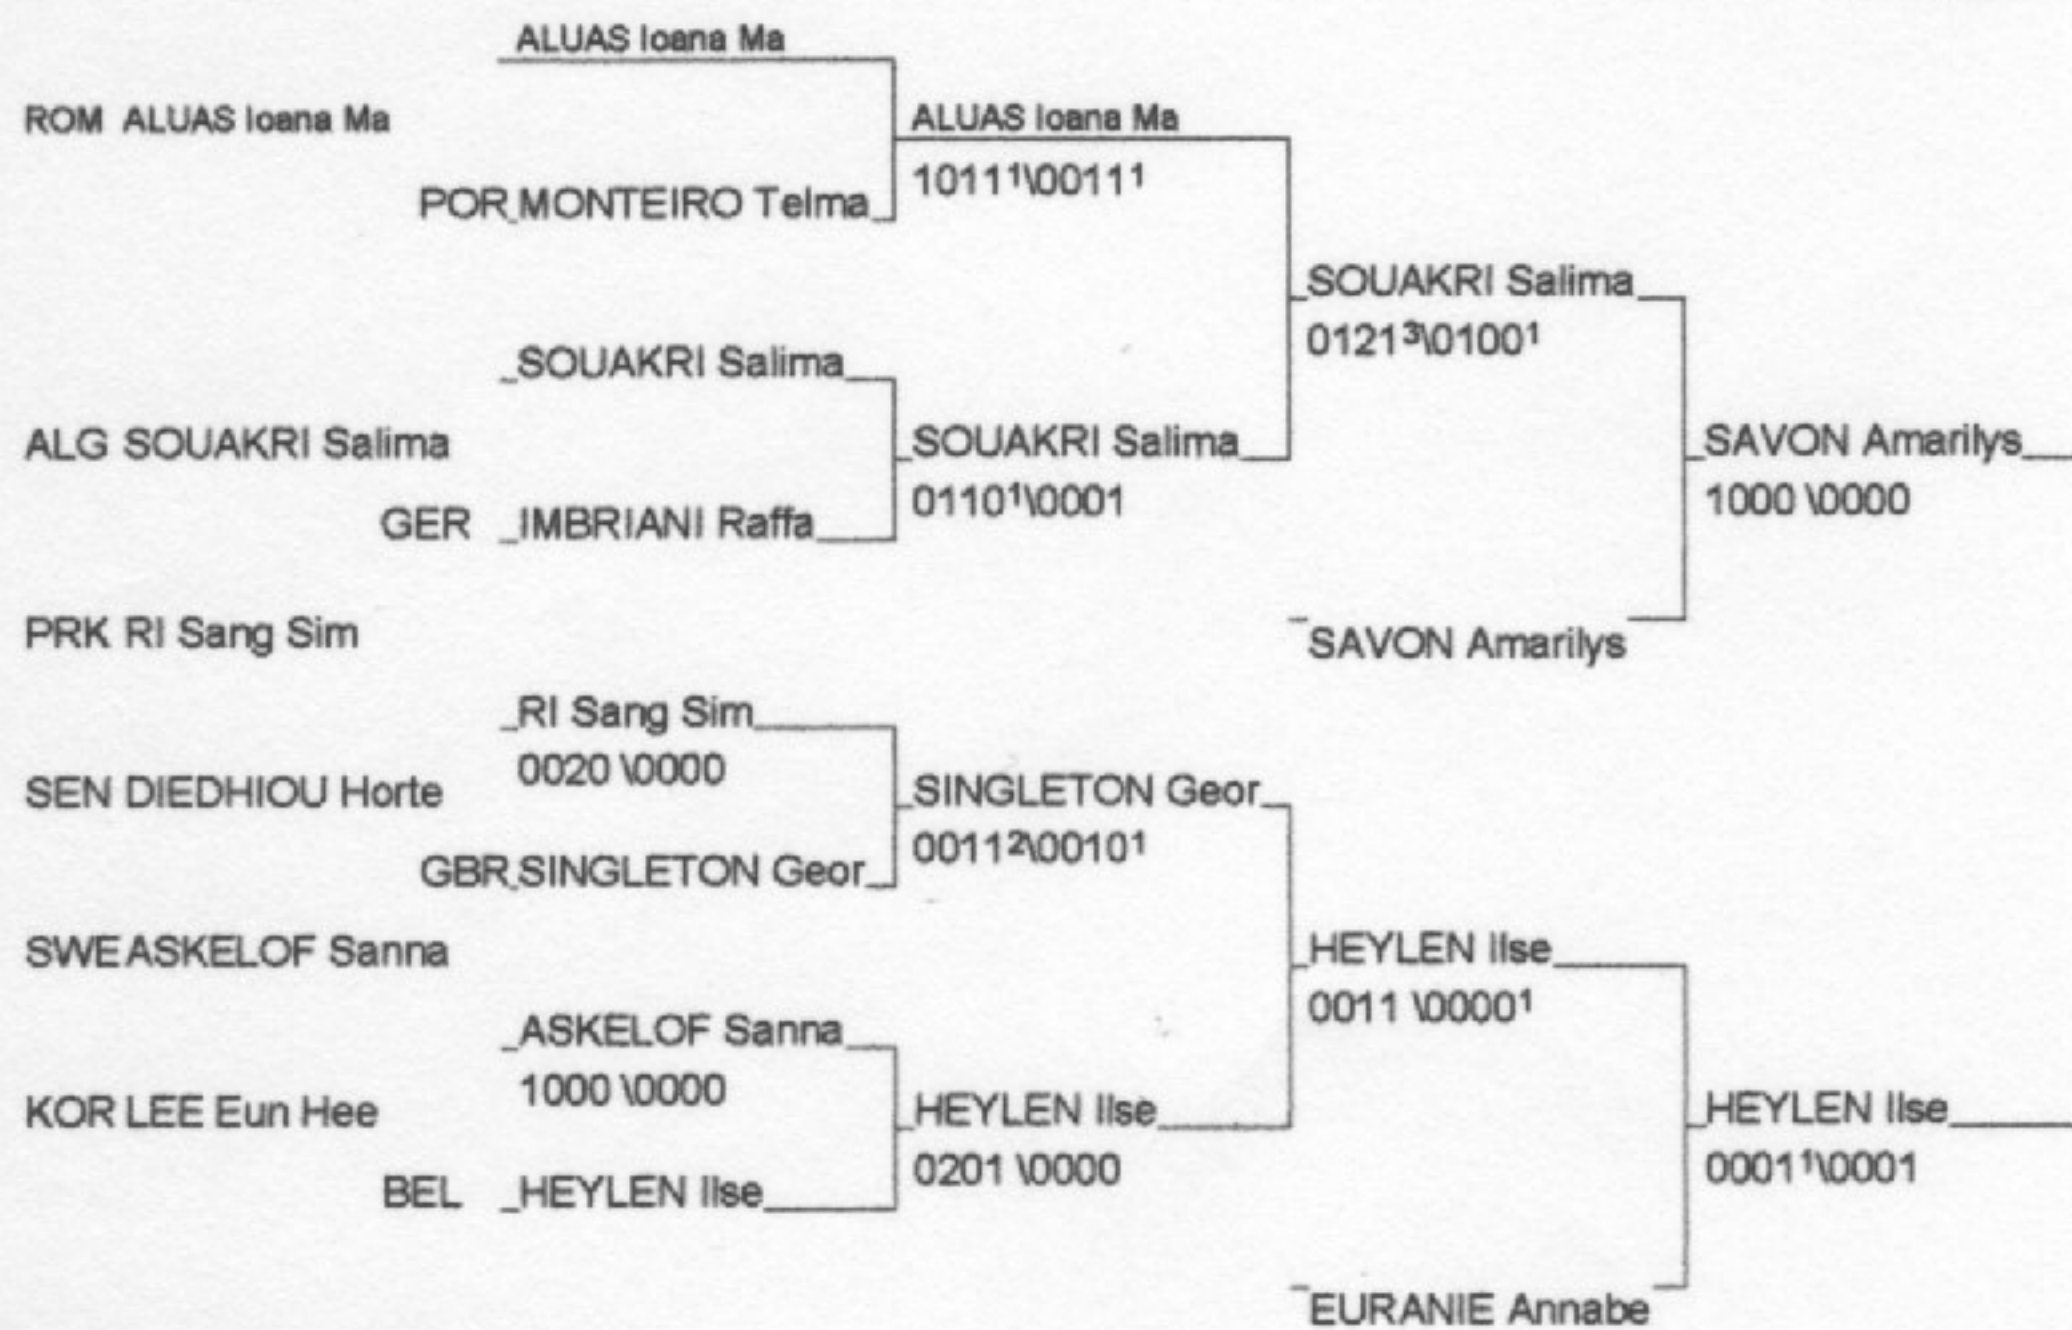 ALUAS Ioana Ma
ROM ALUAS Ioana Ma
ALUAS Ioana Ma
1011¹\0011¹
POR MONTEIRO Telma
SOUAKRI Salima
0121³\0100¹
SOUAKRI Salima
ALG SOUAKRI Salima
SOUAKRI Salima
0110¹\0001
SAVON Amarilys
1000 \0000
GER IMBRIANI Raffa
PRK RI Sang Sim
SAVON Amarilys
RI Sang Sim
0020 \0000
SEN DIEDHIOU Horte
SINGLETON Geor
0011²\0010¹
GBR SINGLETON Geor
SWE ASKELOF Sanna
HEYLEN Ilse
0011 \0000¹
ASKELOF Sanna
1000 \0000
KOR LEE Eun Hee
HEYLEN Ilse
0201 \0000
HEYLEN Ilse
0001¹\0001
BEL HEYLEN Ilse
EURANIE Annabe